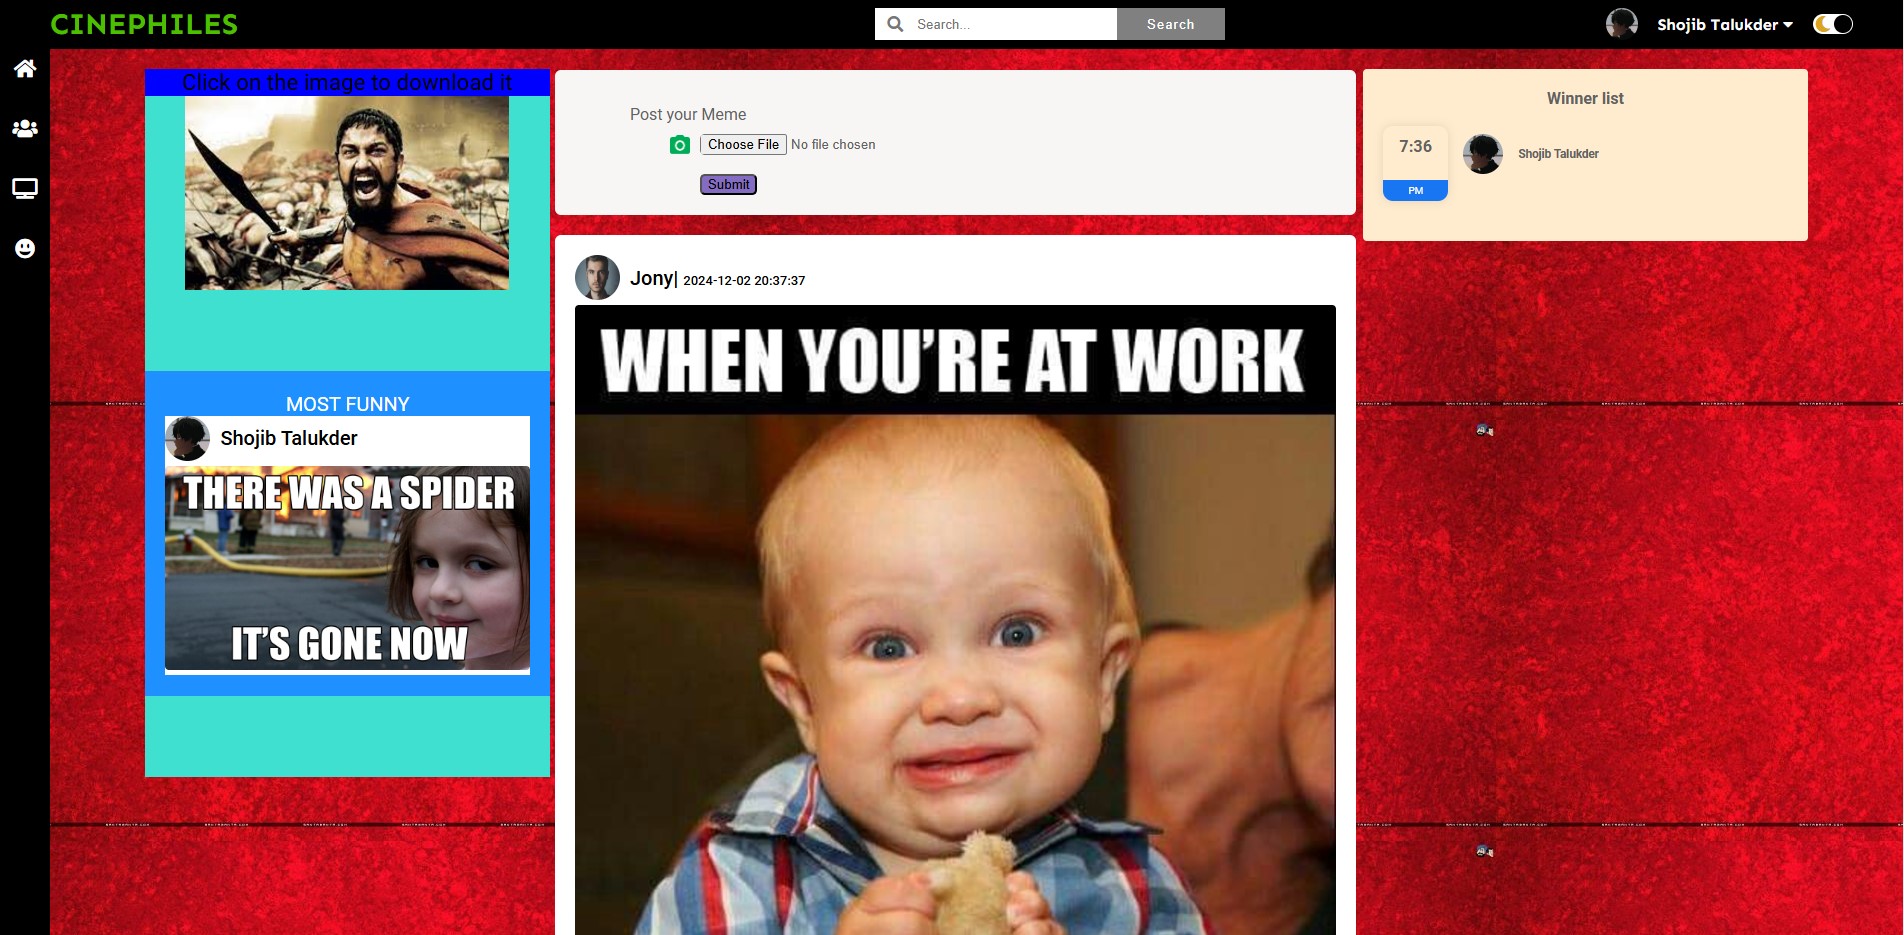 CINEPHILES
Search...
Search
Shojib Talukder
Click on the image to download it
MOST FUNNY
Shojib Talukder
THERE WAS A SPIDER
IT'S GONE NOW
Post your Meme
Choose File No file chosen
Submit
Jony| 2024-12-02 20:37:37
WHEN YOU'RE AT WORK
Winner list
7:36
PM
Shojib Talukder